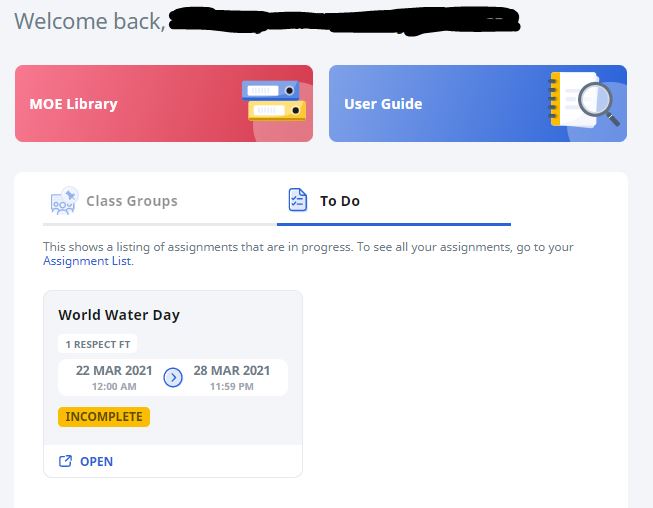 Welcome back,
MOE Library
User Guide
Class Groups
To Do
This shows a listing of assignments that are in progress. To see all your assignments, go to your
Assignment List.
World Water Day
1 RESPECT FT
22 MAR 2021
28 MAR 2021
12:00 AM
11:59 PM
INCOMPLETE
OPEN